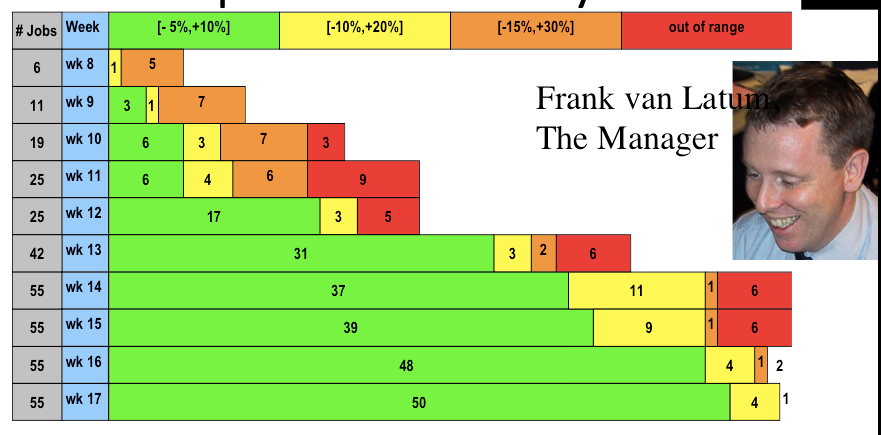 # Jobs Week [- 5%,+10%] [-10%,+20%] [-15%,+30%] out of range
6 wk 8 1 5
11 wk 9 3 1 7
19 wk 10 6 3 7 3
25 wk 11 6 4 6 9
25 wk 12 17 3 5
42 wk 13 31 3 2 6
55 wk 14 37 11 1 6
55 wk 15 39 9 1 6
55 wk 16 48 4 1 2
55 wk 17 50 4 1
Frank van Latum,
The Manager